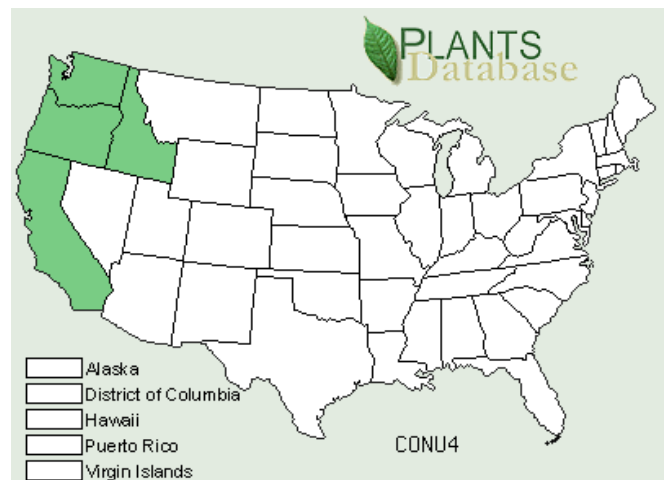 PLANTS
Database
Alaska
District of Columbia
Hawaii
Puerto Rico
Virgin Islands
CONU4